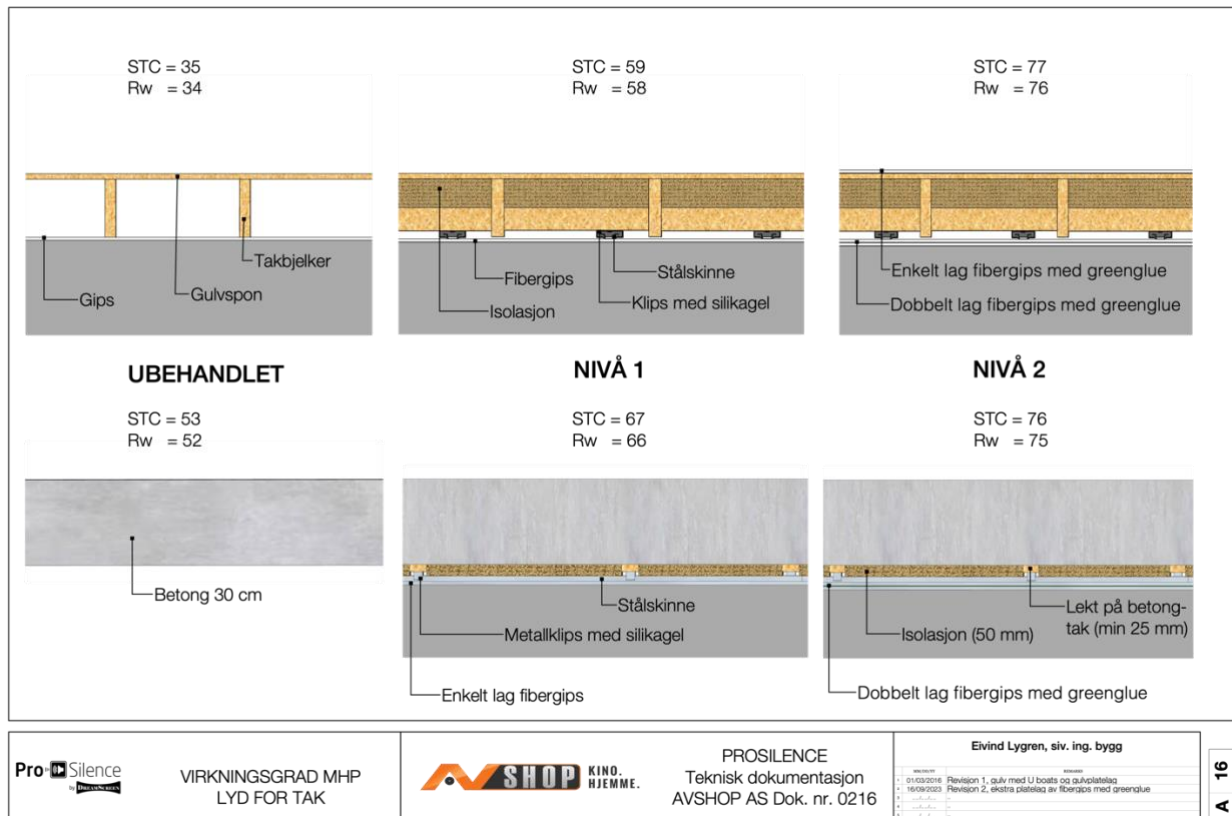 STC = 35
Rw = 34
STC = 59
Rw = 58
STC = 77
Rw = 76
Gips
Gulvspon
Takbjelker
Fibergips
Isolasjon
Stålskinne
Klips med silikagel
Enkelt lag fibergips med greenglue
Dobbelt lag fibergips med greenglue
UBEHANDLET
NIVÅ 1
NIVÅ 2
STC = 53
Rw = 52
STC = 67
Rw = 66
STC = 76
Rw = 75
Betong 30 cm
Stålskinne
Metallklips med silikagel
Enkelt lag fibergips
Isolasjon (50 mm)
Lekt på betong-
tak (min 25 mm)
Dobbelt lag fibergips med greenglue
Pro Silence
by DREAMSCREEN
VIRKNINGSGRAD MHP
LYD FOR TAK
AV SHOP KINO.
HJEMME.
PROSILENCE
Teknisk dokumentasjon
AVSHOP AS Dok. nr. 0216
Eivind Lygren, siv. ing. bygg
01/03/2016 Revisjon 1, gulv med U boats og gulvplatelag
16/09/2023 Revisjon 2, ekstra platelag av fibergips med greenglue
A 16